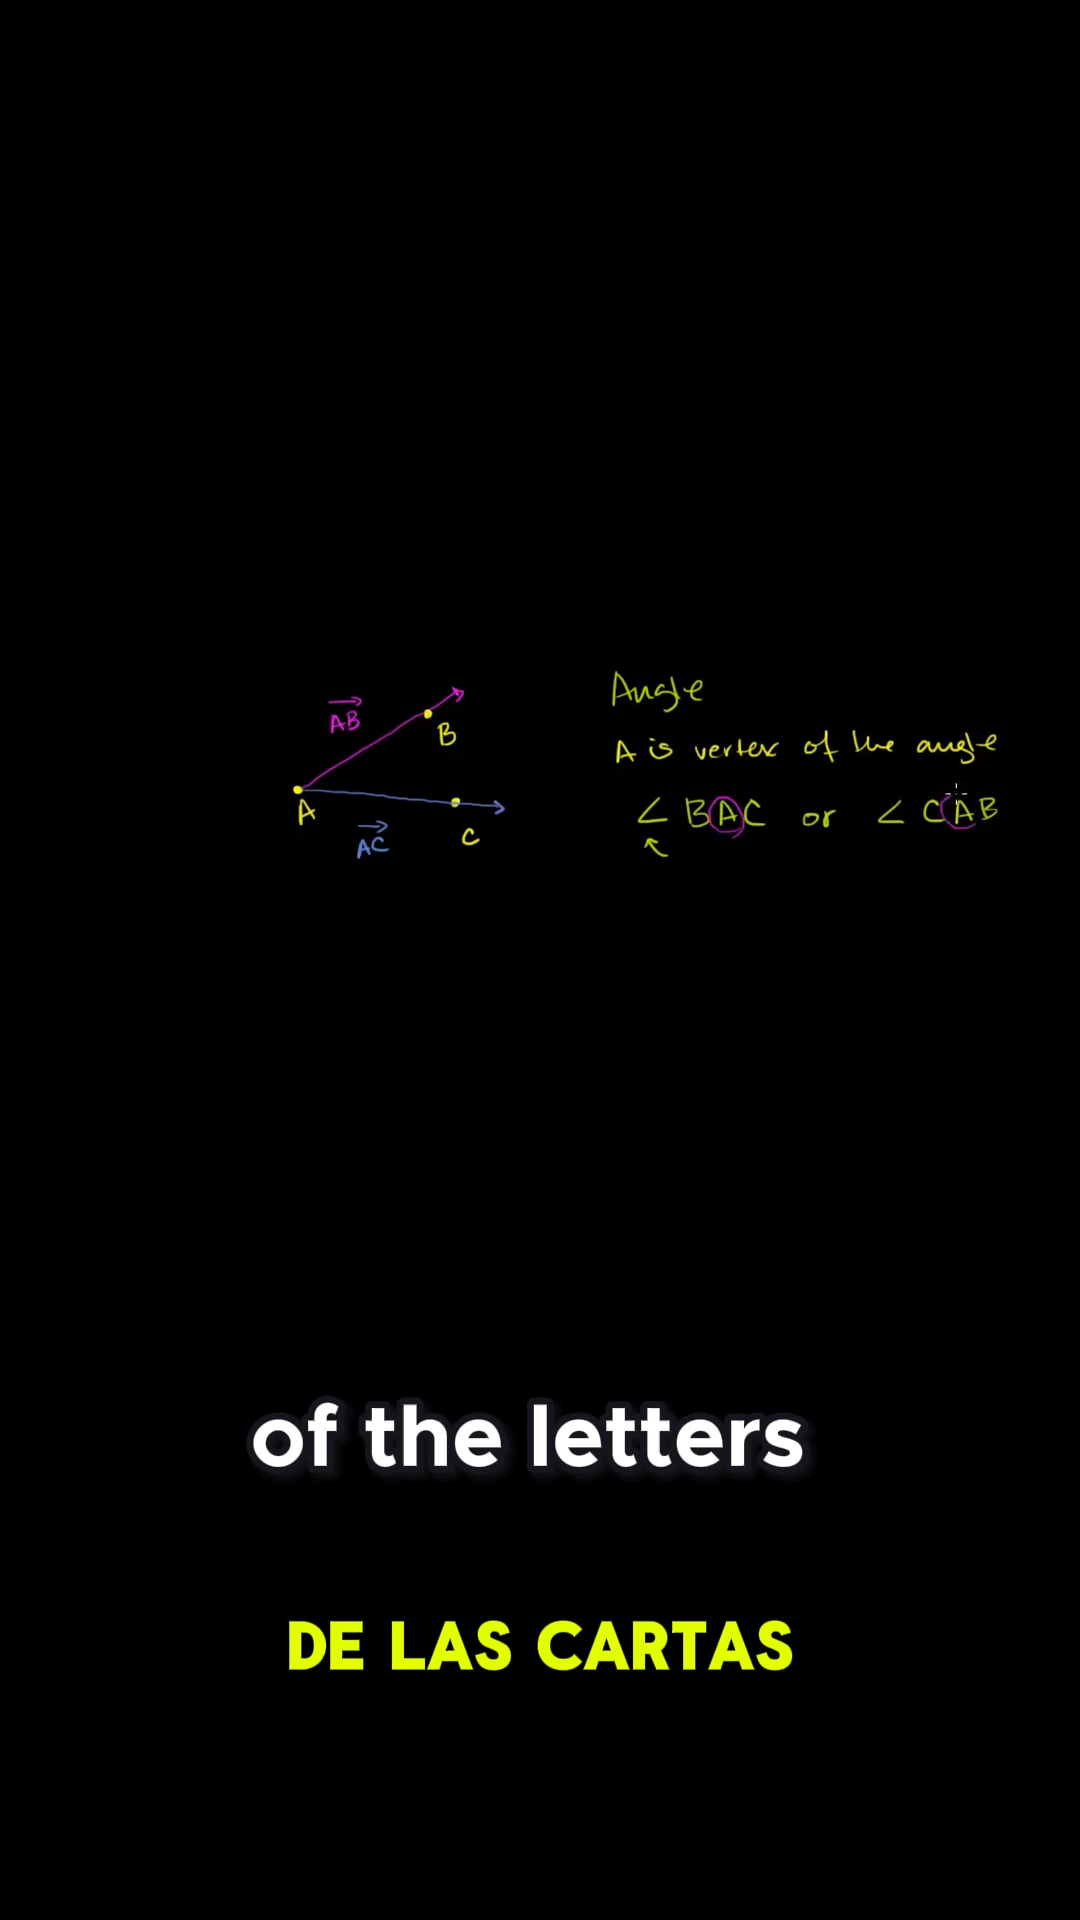 Angle
AB
B
A is vertex of the angle
A
∠ BAC or ∠ CAB
C
AC
of the letters
DE LAS CARTAS